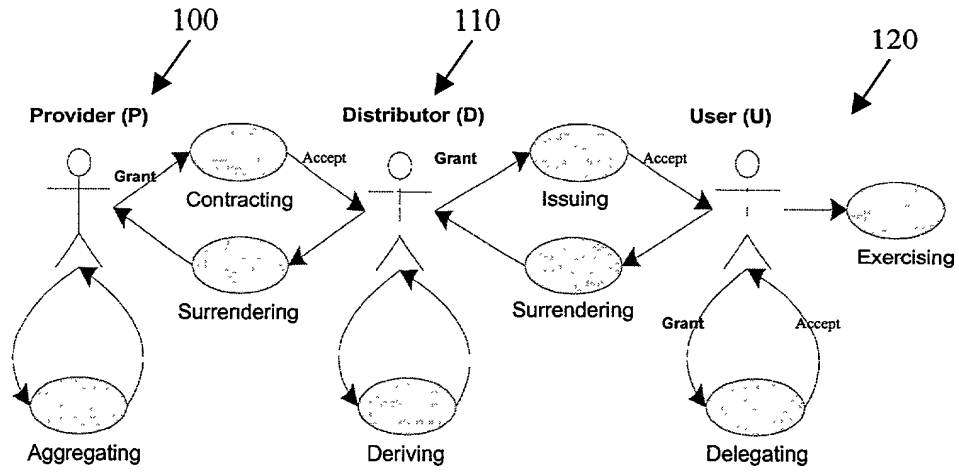 100
110
120
Provider (P)
Distributor (D)
User (U)
Grant
Accept
Grant
Accept
Contracting
Issuing
Exercising
Surrendering
Surrendering
Grant
Accept
Aggregating
Deriving
Delegating